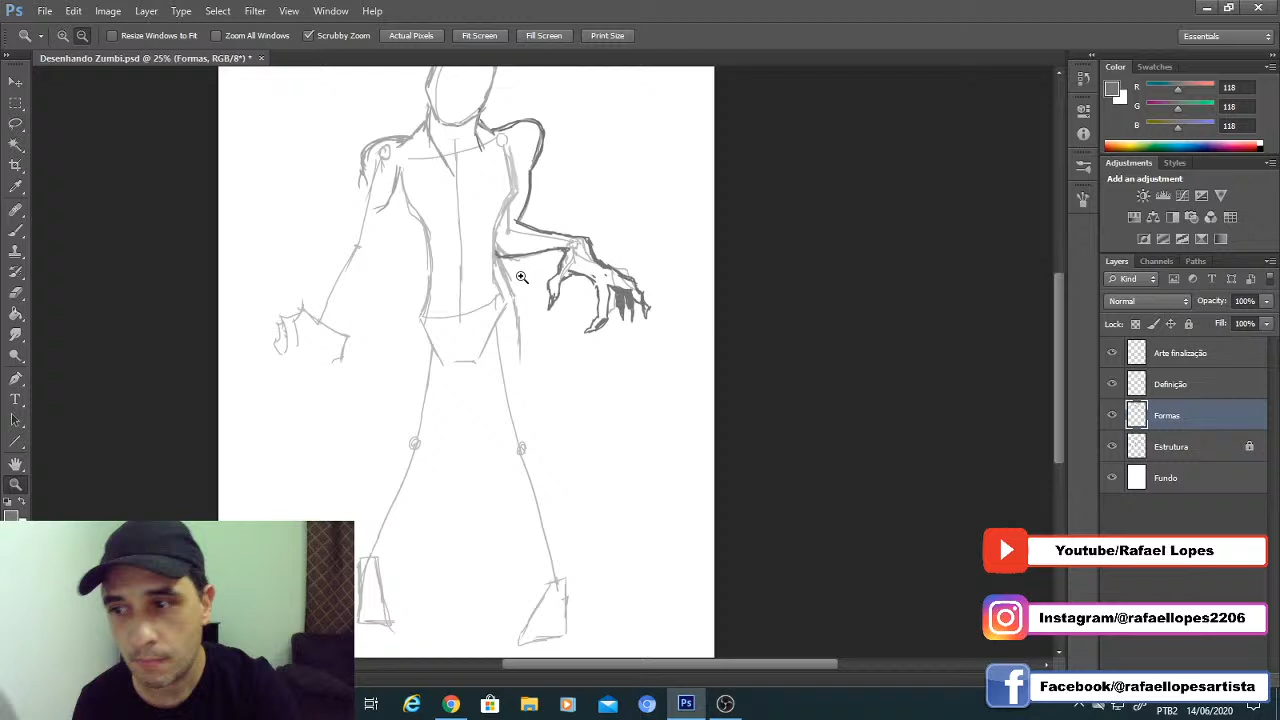 Ps File Edit Image Layer Type Select Filter View Window Help
Resize Windows to Fit Zoom All Windows Scrubby Zoom Actual Pixels Fit Screen Fill Screen Print Size Essentials
Desenhando Zumbi.psd @ 25% (Formas, RGB/8*) *
Color Swatches
R 118
G 118
B 118
Adjustments Styles
Add an adjustment
Layers Channels Paths
Kind
Normal Opacity: 100%
Lock: Fill: 100%
Arte finalização
Definição
Formas
Estrutura
Fundo
Youtube/Rafael Lopes
Instagram/@rafaellopes2206
Facebook/@rafaellopesartista
Ps
PTB2 14/06/2020